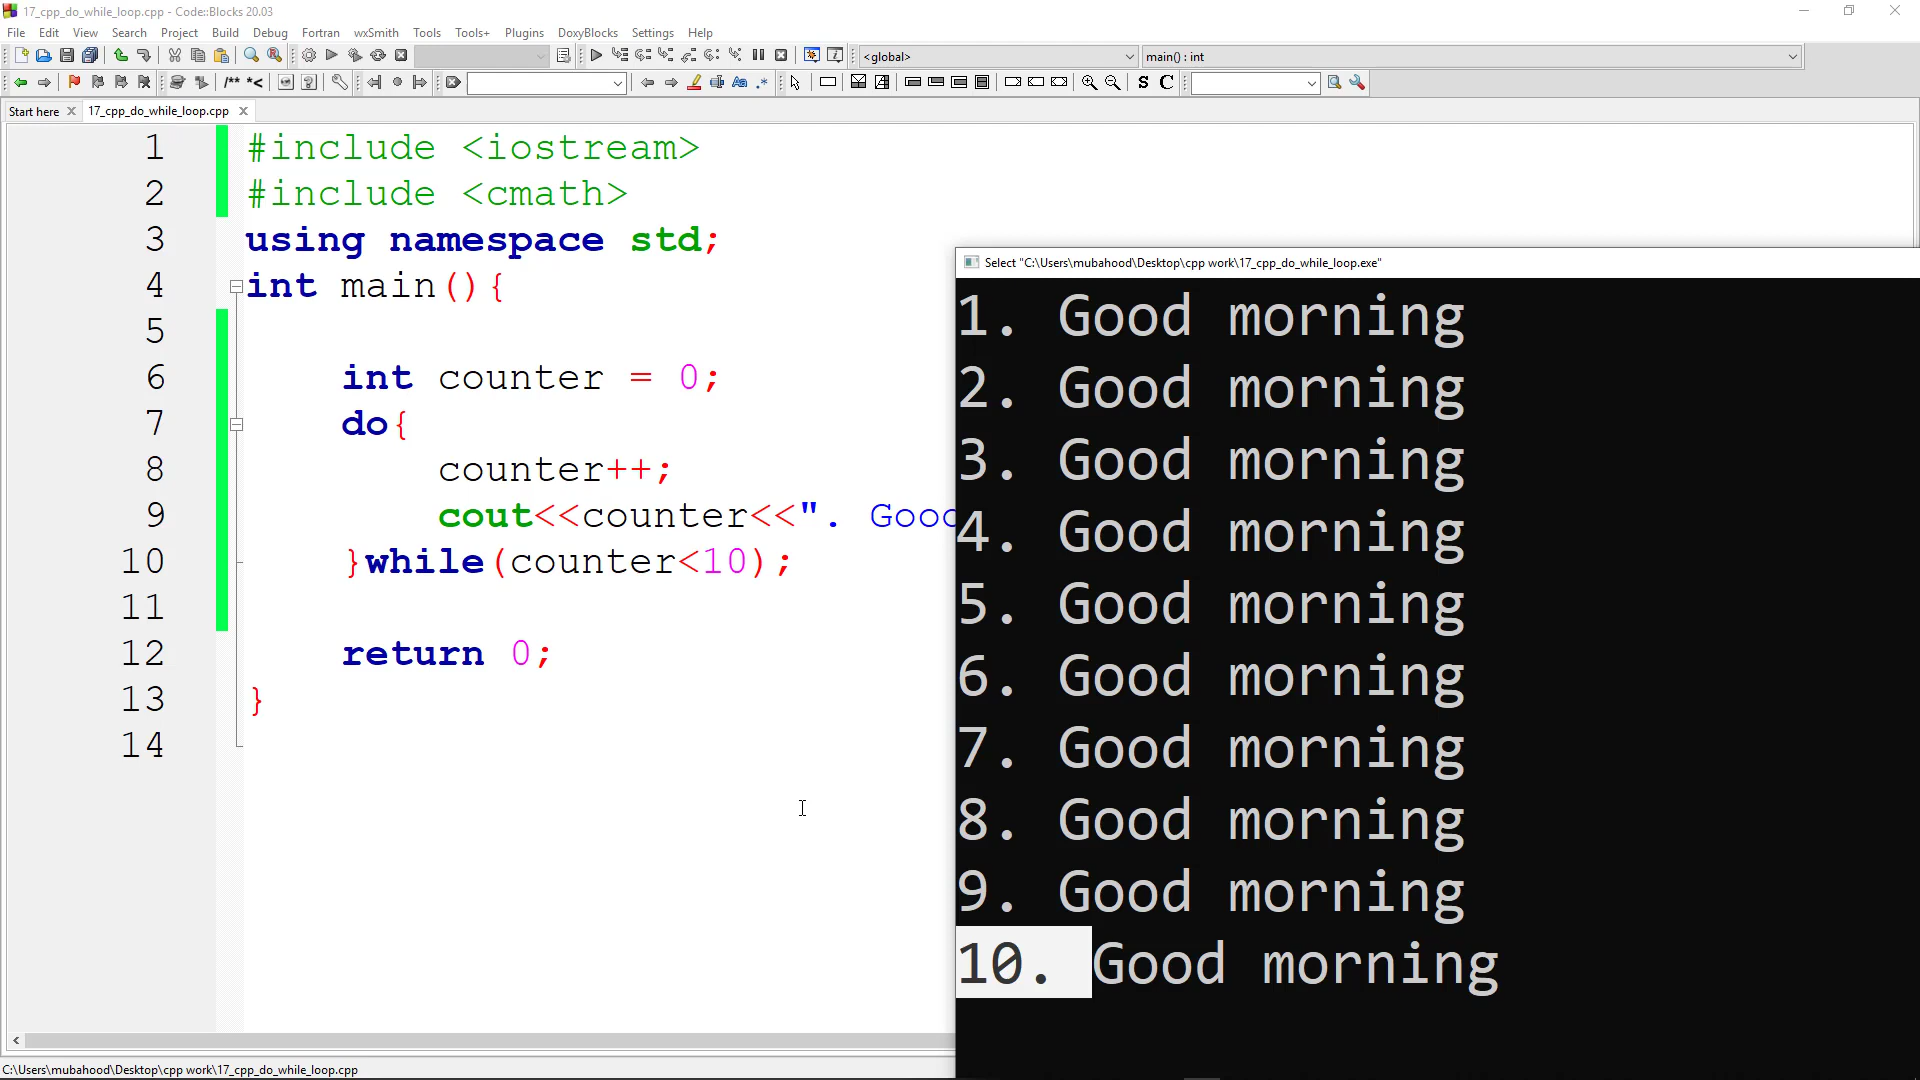 17_cpp_do_while_loop.cpp - Code::Blocks 20.03
File Edit View Search Project Build Debug Fortran wxSmith Tools Tools+ Plugins DoxyBlocks Settings Help
<global>
main() : int
/** *<
Aa .*
S C
Start here
17_cpp_do_while_loop.cpp
1 #include <iostream>
2 #include <cmath>
3 using namespace std;
4 int main(){
5
6 int counter = 0;
7 do{
8 counter++;
9 cout<<counter<<". Good
10 }while(counter<10);
11
12 return 0;
13 }
14
Select "C:\Users\mubahood\Desktop\cpp work\17_cpp_do_while_loop.exe"
1. Good morning
2. Good morning
3. Good morning
4. Good morning
5. Good morning
6. Good morning
7. Good morning
8. Good morning
9. Good morning
10. Good morning
C:\Users\mubahood\Desktop\cpp work\17_cpp_do_while_loop.cpp